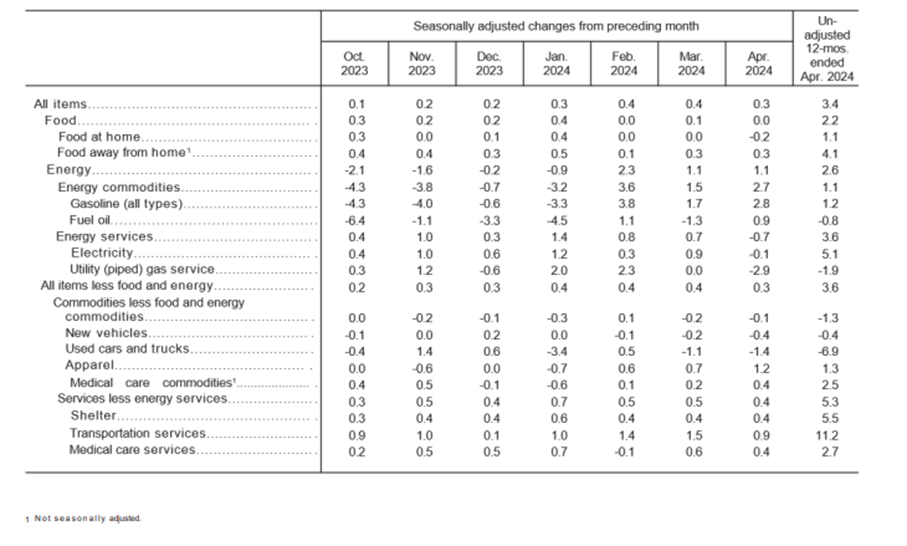 Seasonally adjusted changes from preceding month
Un-
adjusted
12-mos.
ended
Apr. 2024
Oct. 2023 Nov. 2023 Dec. 2023 Jan. 2024 Feb. 2024 Mar. 2024 Apr. 2024
All items 0.1 0.2 0.2 0.3 0.4 0.4 0.3 3.4
Food 0.3 0.2 0.2 0.4 0.0 0.1 0.0 2.2
Food at home 0.3 0.0 0.1 0.4 0.0 0.0 -0.2 1.1
Food away from home¹ 0.4 0.4 0.3 0.5 0.1 0.3 0.3 4.1
Energy -2.1 -1.6 -0.2 -0.9 2.3 1.1 1.1 2.6
Energy commodities -4.3 -3.8 -0.7 -3.2 3.6 1.5 2.7 1.1
Gasoline (all types) -4.3 -4.0 -0.6 -3.3 3.8 1.7 2.8 1.2
Fuel oil -6.4 -1.1 -3.3 -4.5 1.1 -1.3 0.9 -0.8
Energy services 0.4 1.0 0.3 1.4 0.8 0.7 -0.7 3.6
Electricity 0.4 1.0 0.6 1.2 0.3 0.9 -0.1 5.1
Utility (piped) gas service 0.3 1.2 -0.6 2.0 2.3 0.0 -2.9 -1.9
All items less food and energy 0.2 0.3 0.3 0.4 0.4 0.4 0.3 3.6
Commodities less food and energy
commodities 0.0 -0.2 -0.1 -0.3 0.1 -0.2 -0.1 -1.3
New vehicles -0.1 0.0 0.2 0.0 -0.1 -0.2 -0.4 -0.4
Used cars and trucks -0.4 1.4 0.6 -3.4 0.5 -1.1 -1.4 -6.9
Apparel 0.0 -0.6 0.0 -0.7 0.6 0.7 1.2 1.3
Medical care commodities¹ 0.4 0.5 -0.1 -0.6 0.1 0.2 0.4 2.5
Services less energy services 0.3 0.5 0.4 0.7 0.5 0.5 0.4 5.3
Shelter 0.3 0.4 0.4 0.6 0.4 0.4 0.4 5.5
Transportation services 0.9 1.0 0.1 1.0 1.4 1.5 0.9 11.2
Medical care services 0.2 0.5 0.5 0.7 -0.1 0.6 0.4 2.7
1 Not seasonally adjusted.